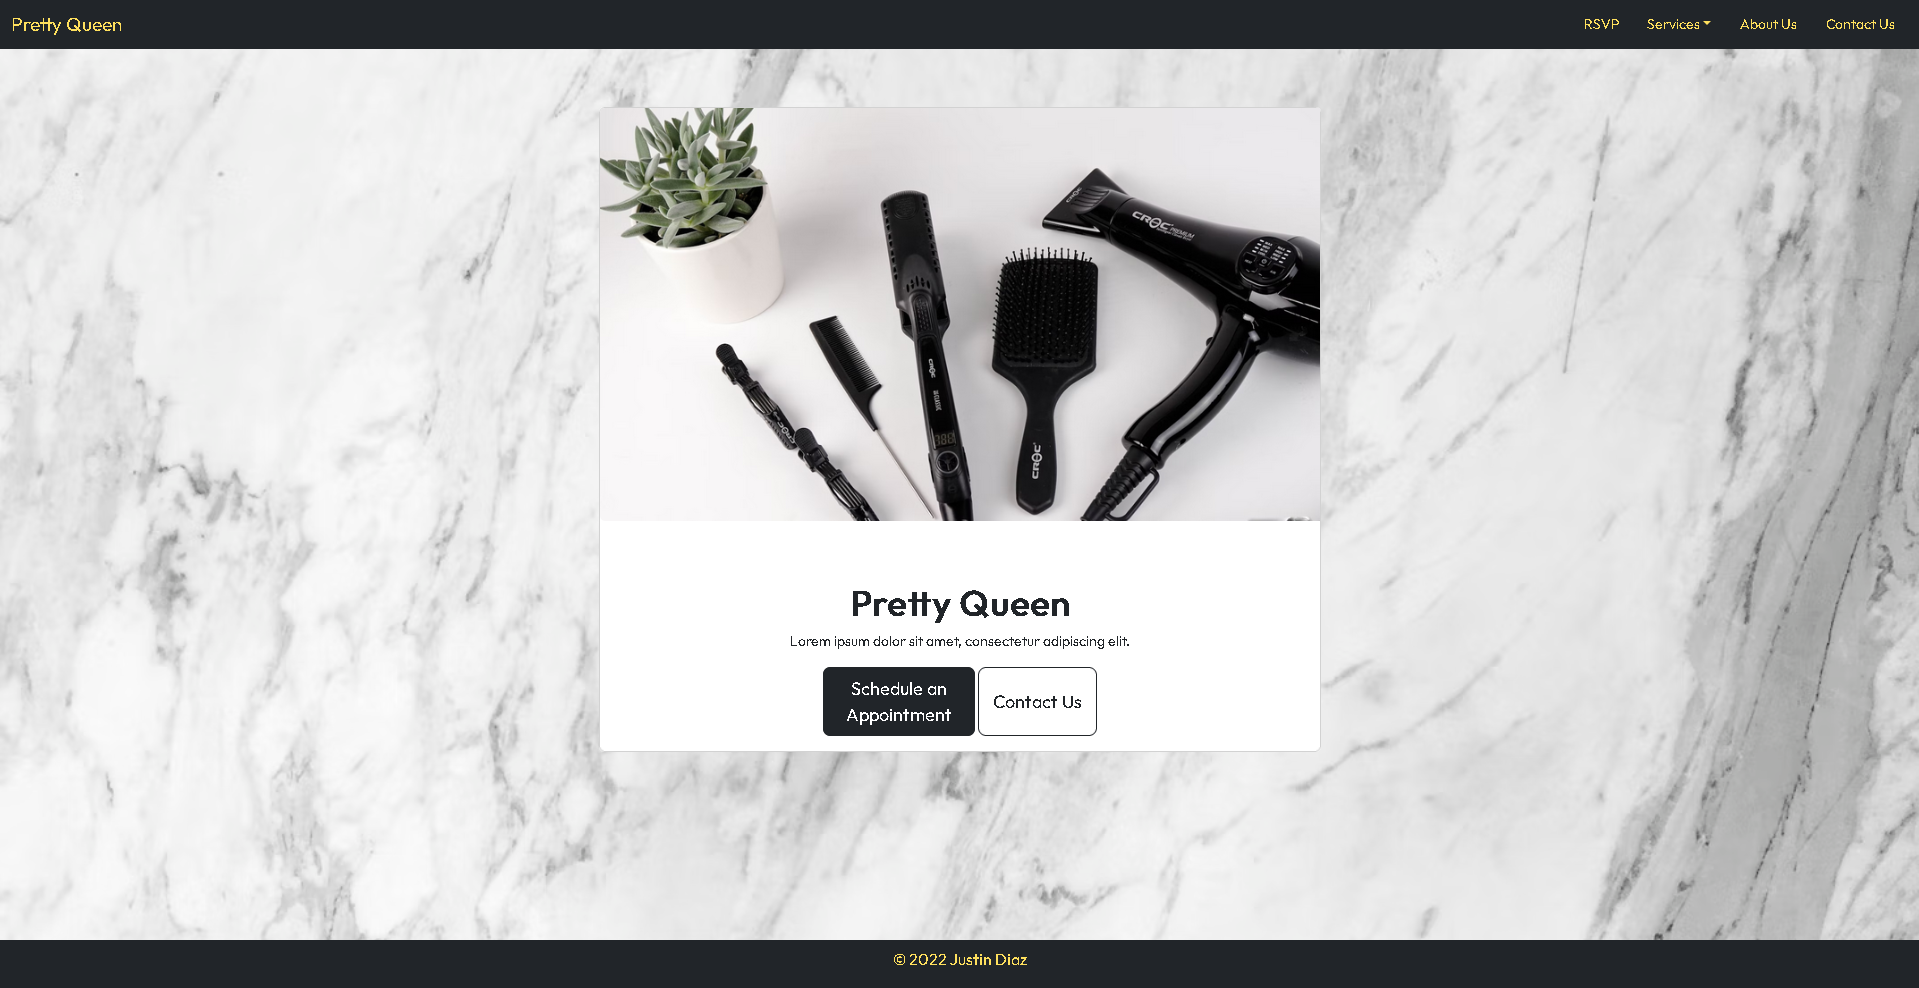 Pretty Queen
RSVP
Services
About Us
Contact Us
CROC
CROC PREMIUM
CROC
CROC
Pretty Queen
Lorem ipsum dolor sit amet, consectetur adipiscing elit.
Schedule an
Appointment
Contact Us
© 2022 Justin Diaz